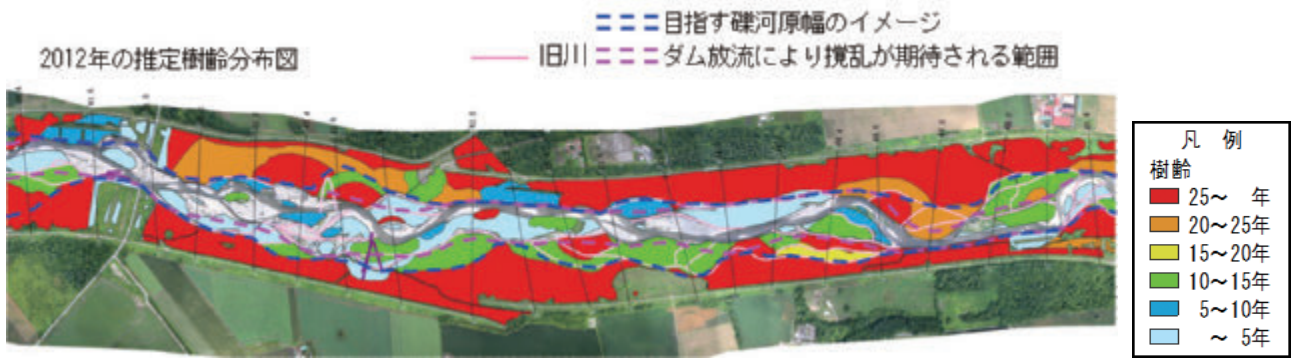 目指す礫河原幅のイメージ
2012年の推定樹齢分布図
旧川
ダム放流により撹乱が期待される範囲
凡 例
樹齢
25～ 年
20～25年
15～20年
10～15年
5～10年
～ 5年